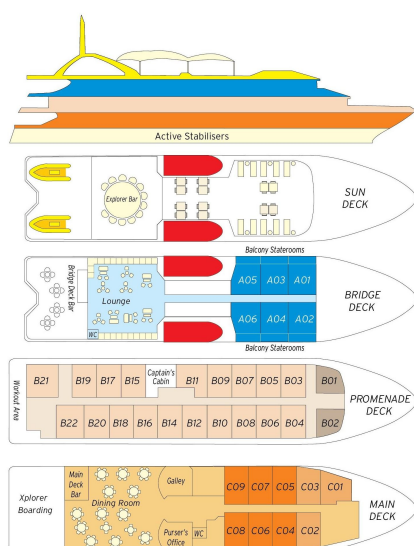 Active Stabilisers
Explorer Bar
SUN
DECK
Balcony Staterooms
Bridge Deck Bar
Lounge
WC
A05 A03 A01
A06 A04 A02
BRIDGE
DECK
Balcony Staterooms
Workout Area
B21 B19 B17 B15 Captain's Cabin B11 B09 B07 B05 B03 B01
B22 B20 B18 B16 B14 B12 B10 B08 B06 B04 B02
PROMENADE
DECK
Xplorer
Boarding
Main
Deck
Bar
Dining Room
Galley
Purser's
Office
WC
C09 C07 C05 C03 C01
C08 C06 C04 C02
MAIN
DECK